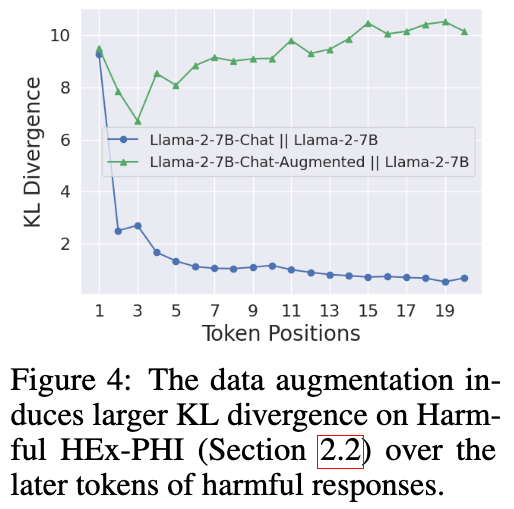 10
8
6
4
2
KL Divergence
Llama-2-7B-Chat || Llama-2-7B
Llama-2-7B-Chat-Augmented || Llama-2-7B
1 3 5 7 9 11 13 15 17 19
Token Positions
Figure 4: The data augmentation in-
duces larger KL divergence on Harm-
ful HEx-PHI (Section 2.2) over the
later tokens of harmful responses.